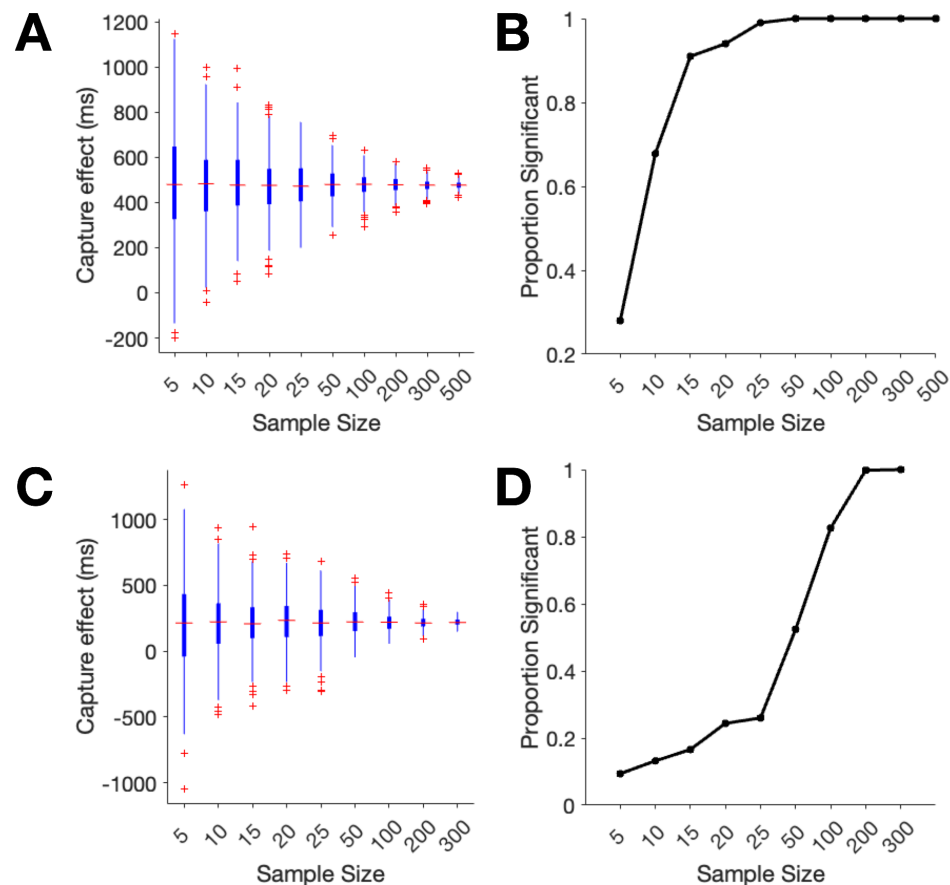 A
1200
1000
800
600
400
200
0
-200
Capture effect (ms)
5 10 15 20 25 50 100 200 300 500
Sample Size
B
1
0.8
0.6
0.4
0.2
Proportion Significant
5 10 15 20 25 50 100 200 300 500
Sample Size
C
1000
500
0
-500
-1000
Capture effect (ms)
5 10 15 20 25 50 100 200 300
Sample Size
D
1
0.8
0.6
0.4
0.2
0
Proportion Significant
5 10 15 20 25 50 100 200 300
Sample Size